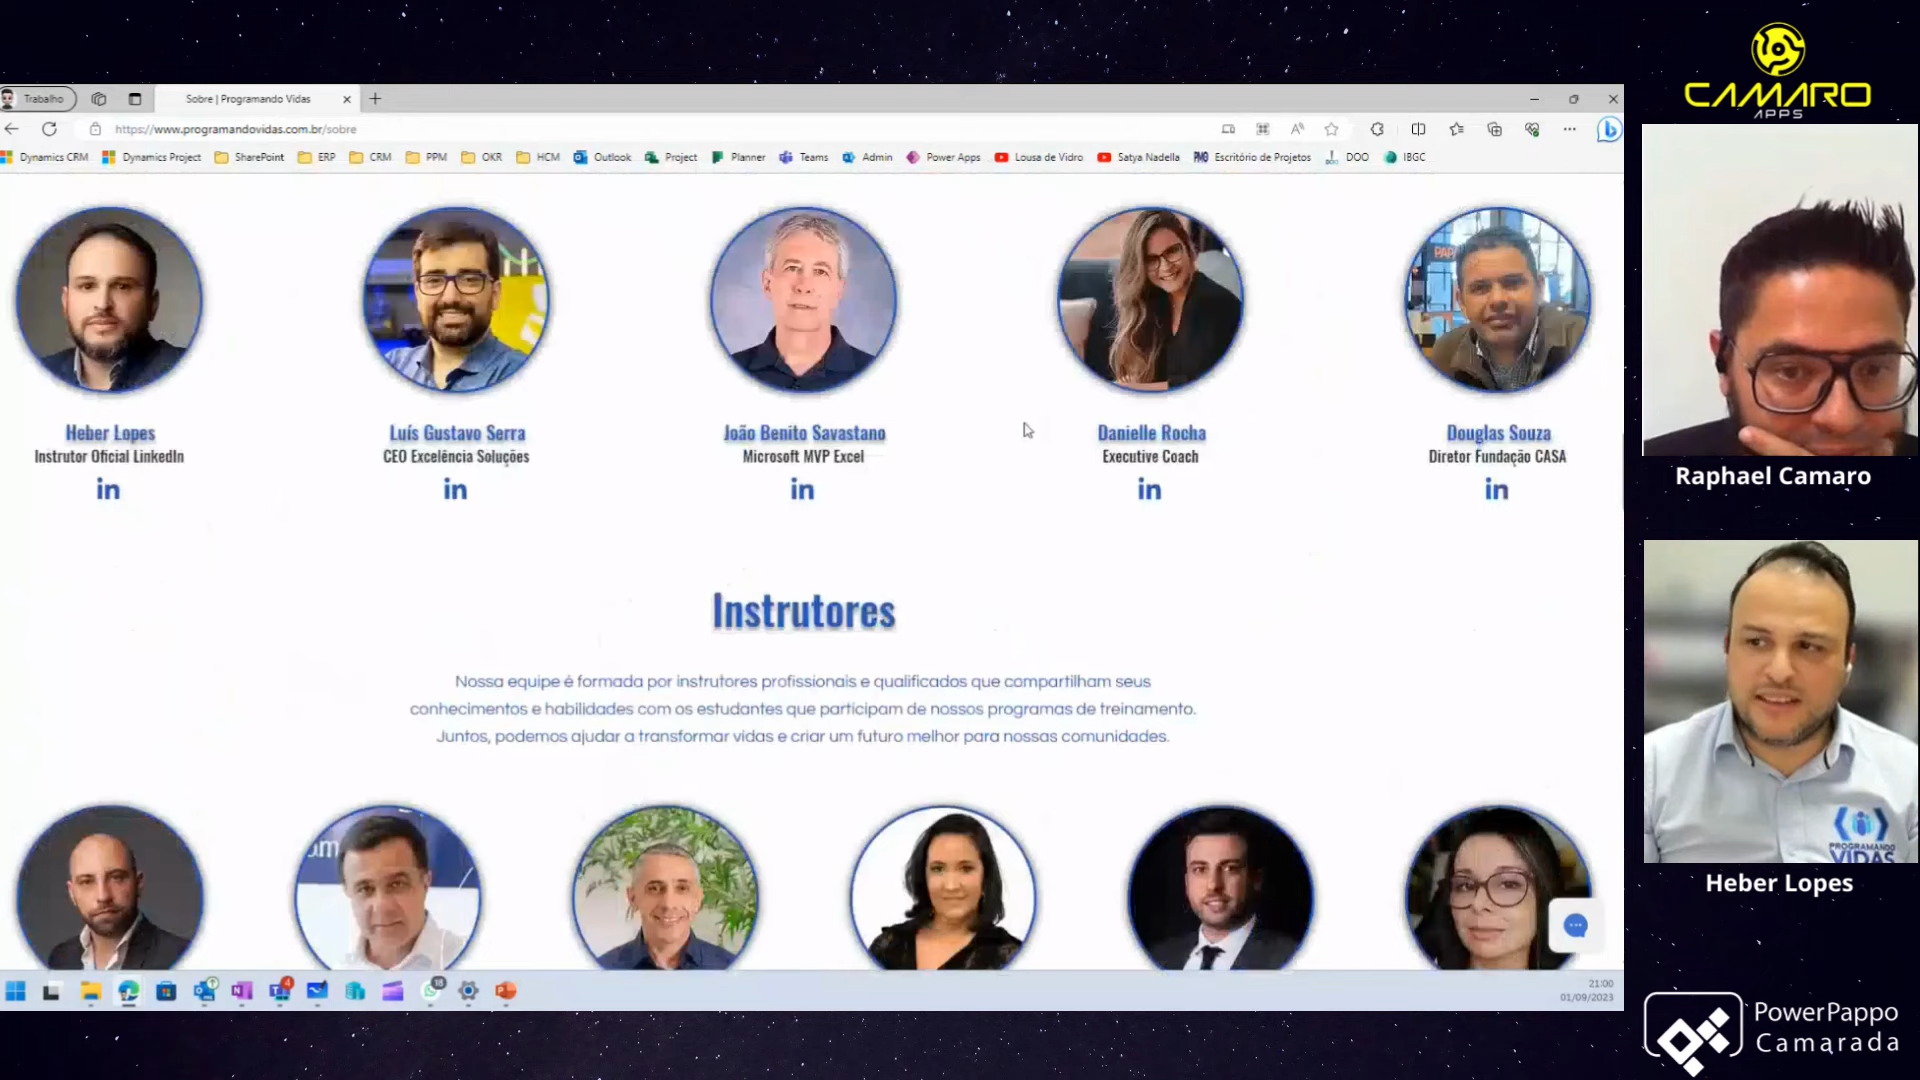 CAMARO
APPS
Trabalho
Sobre | Programando Vidas
https://www.programandovidas.com.br/sobre
Dynamics CRM
Dynamics Project
SharePoint
ERP
CRM
PPM
OKR
HCM
Outlook
Project
Planner
Teams
Admin
Power Apps
Lousa de Vidro
Satya Nadella
Escritório de Projetos
DOO
IBGC
Heber Lopes
Instrutor Oficial LinkedIn
in
Luís Gustavo Serra
CEO Excelência Soluções
in
João Benito Savastano
Microsoft MVP Excel
in
Danielle Rocha
Executive Coach
in
Douglas Souza
Diretor Fundação CASA
in
Raphael Camaro
Instrutores
Nossa equipe é formada por instrutores profissionais e qualificados que compartilham seus
conhecimentos e habilidades com os estudantes que participam de nossos programas de treinamento.
Juntos, podemos ajudar a transformar vidas e criar um futuro melhor para nossas comunidades.
PROGRAMANDO
VIDAS
Heber Lopes
4
18
21:00
01/09/2023
PowerPappo
Camarada